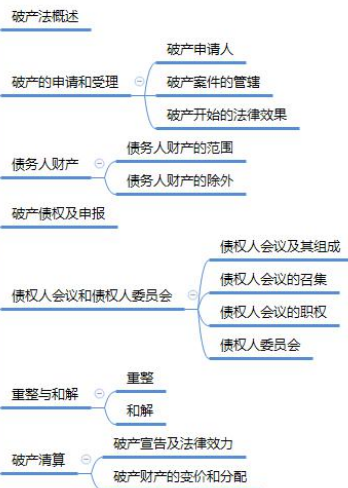 破产法概述
破产的申请和受理
破产申请人
破产案件的管辖
破产开始的法律效果
债务人财产
债务人财产的范围
债务人财产的除外
破产债权及申报
债权人会议和债权人委员会
债权人会议及其组成
债权人会议的召集
债权人会议的职权
债权人委员会
重整与和解
重整
和解
破产清算
破产宣告及法律效力
破产财产的变价和分配